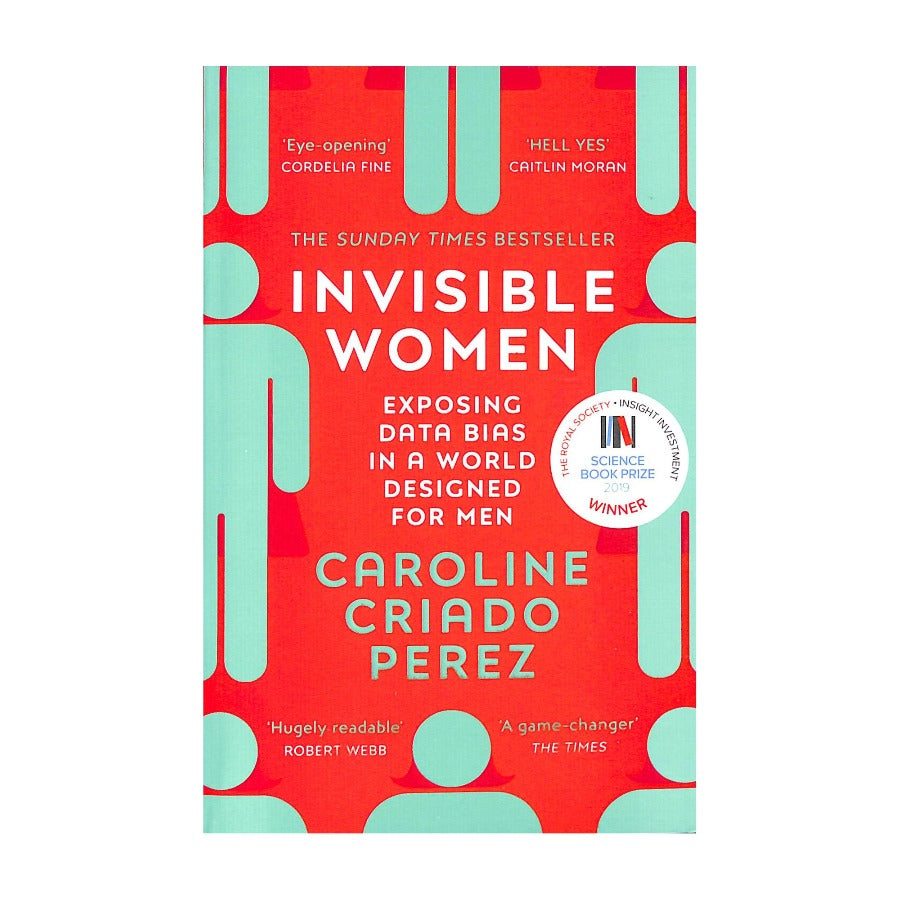 'Eye-opening'
CORDELIA FINE
'HELL YES'
CAITLIN MORAN
THE SUNDAY TIMES BESTSELLER
INVISIBLE
WOMEN
EXPOSING
DATA BIAS
IN A WORLD
DESIGNED
FOR MEN
THE ROYAL SOCIETY • INSIGHT INVESTMENT
SCIENCE
BOOK PRIZE
2019
WINNER
CAROLINE
CRIADO
PEREZ
'Hugely readable'
ROBERT WEBB
'A game-changer'
THE TIMES